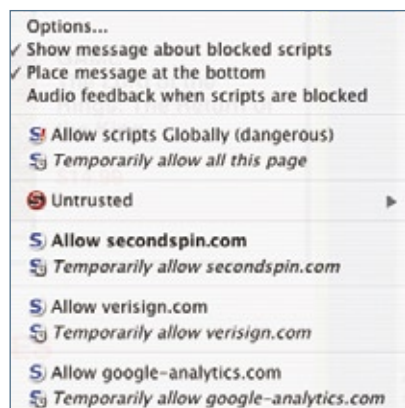 Options...
✓ Show message about blocked scripts
✓ Place message at the bottom
Audio feedback when scripts are blocked
Allow scripts Globally (dangerous)
Temporarily allow all this page
Untrusted
Allow secondspin.com
Temporarily allow secondspin.com
Allow verisign.com
Temporarily allow verisign.com
Allow google-analytics.com
Temporarily allow google-analytics.com